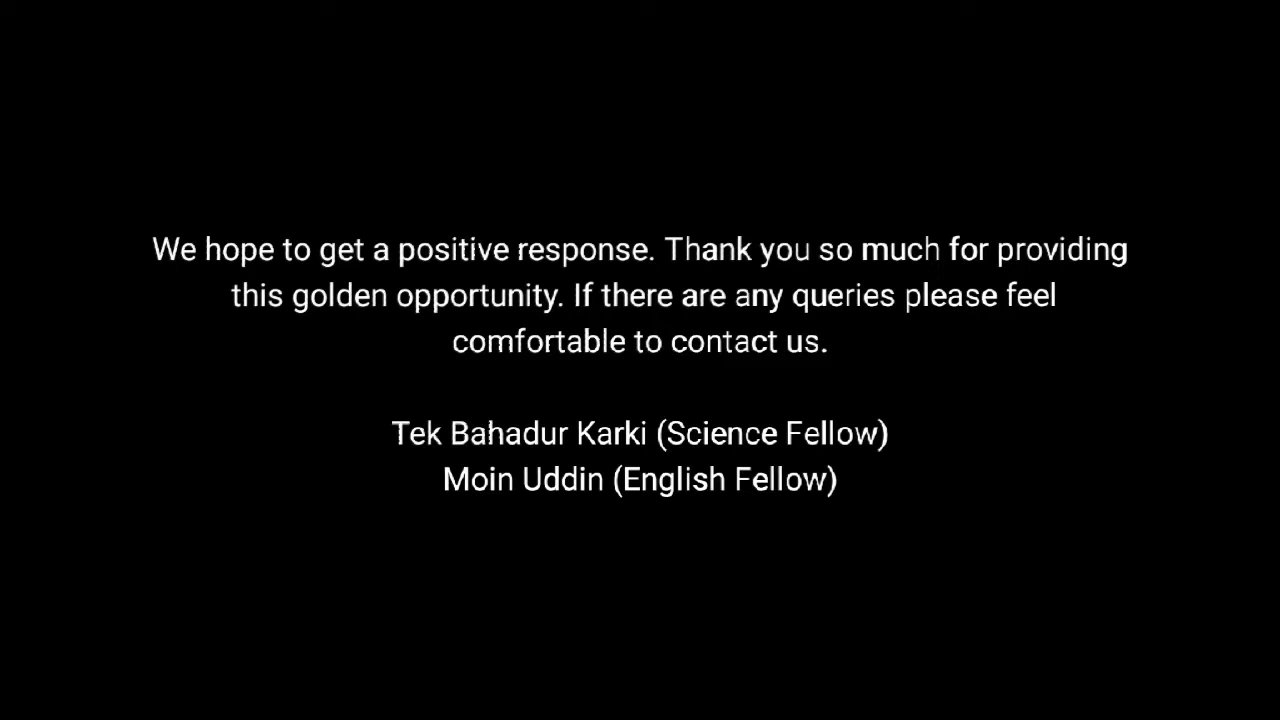 We hope to get a positive response. Thank you so much for providing
this golden opportunity. If there are any queries please feel
comfortable to contact us.
Tek Bahadur Karki (Science Fellow)
Moin Uddin (English Fellow)